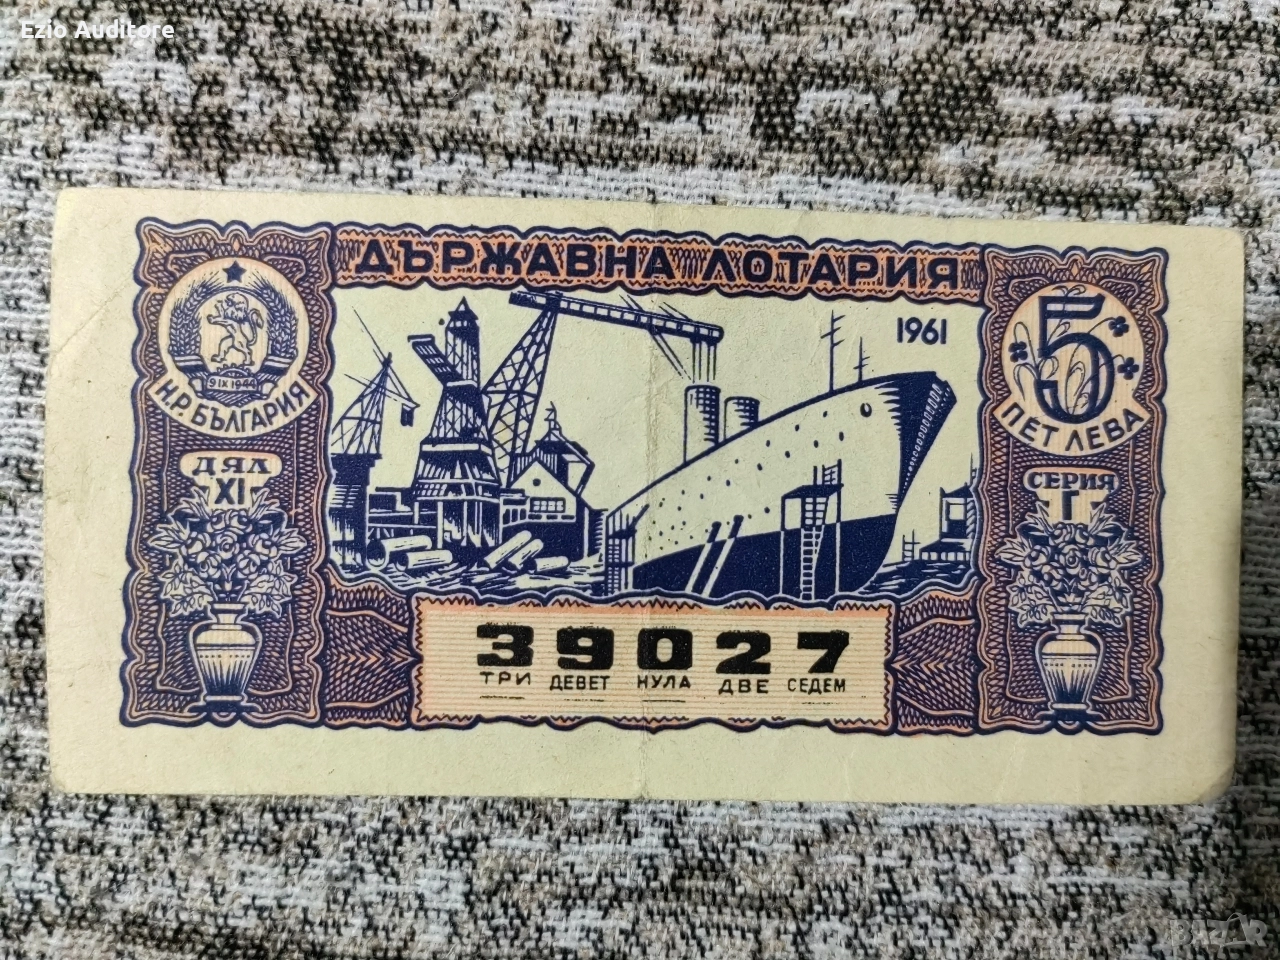 Ezio Auditore
ДЪРЖАВНА ЛОТАРИЯ
1961
9 IX 1944
Н.Р. БЪЛГАРИЯ
ДЯЛ
XI
5
ПЕТ ЛЕВА
СЕРИЯ
Г
39027
ТРИ ДЕВЕТ НУЛА ДВЕ СЕДЕМ
BAZAR